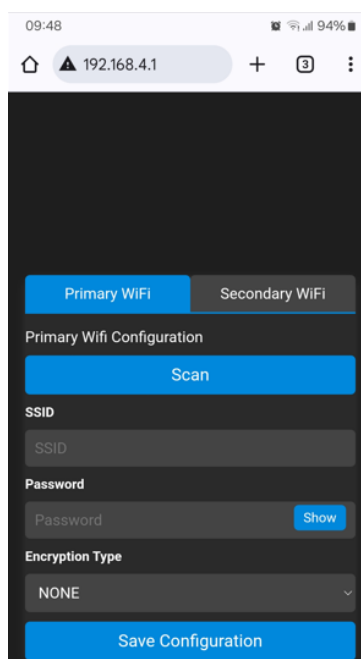 09:48 94%
192.168.4.1 3
Primary WiFi Secondary WiFi
Primary Wifi Configuration
Scan
SSID
SSID
Password
Password Show
Encryption Type
NONE
Save Configuration